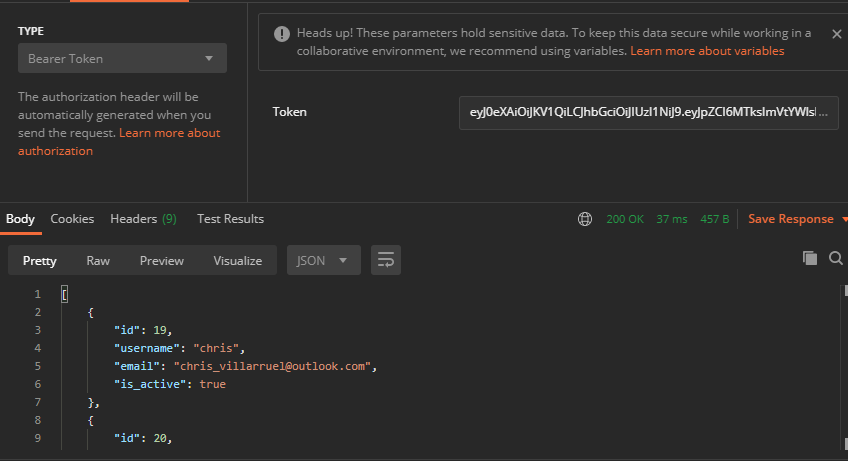 TYPE
Bearer Token
The authorization header will be
automatically generated when you
send the request. Learn more about
authorization
Heads up! These parameters hold sensitive data. To keep this data secure while working in a
collaborative environment, we recommend using variables. Learn more about variables
Token
eyJ0eXAiOiJKV1QiLCJhbGciOiJIUzI1NiJ9.eyJpZCI6MTksImVtYWls ...
Body Cookies Headers (9) Test Results
200 OK 37 ms 457 B Save Response
Pretty Raw Preview Visualize JSON
1 [
2 {
3 "id": 19,
4 "username": "chris",
5 "email": "chris_villarruel@outlook.com",
6 "is_active": true
7 },
8 {
9 "id": 20,